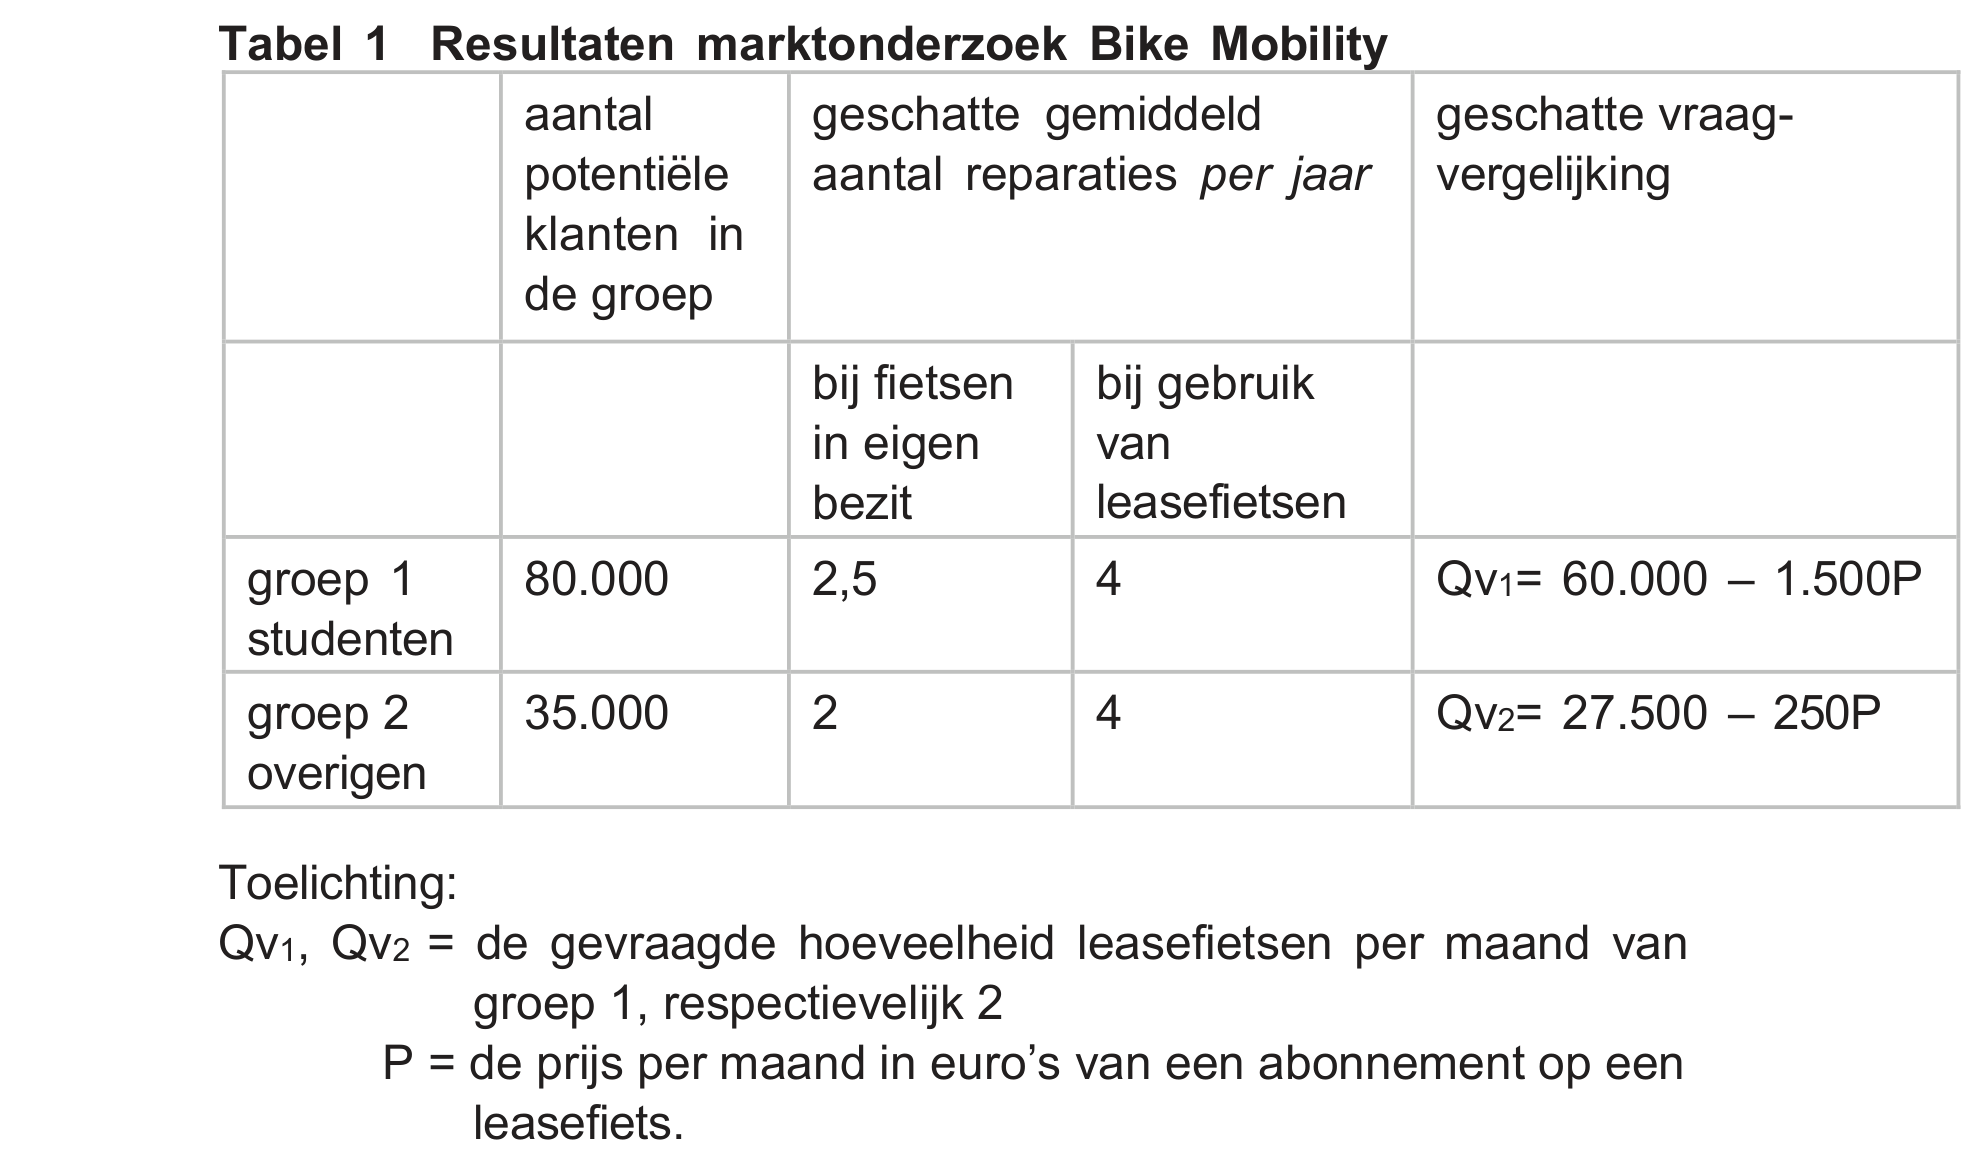 Tabel 1 Resultaten marktonderzoek Bike Mobility
aantal
potentiële
klanten in
de groep
geschatte gemiddeld
aantal reparaties per jaar
geschatte vraag-
vergelijking
bij fietsen
in eigen
bezit
bij gebruik
van
leasefietsen
groep 1
studenten
80.000
2,5
4
Qv1= 60.000 – 1.500P
groep 2
overigen
35.000
2
4
Qv2= 27.500 – 250P
Toelichting:
Qv1, Qv2 = de gevraagde hoeveelheid leasefietsen per maand van
groep 1, respectievelijk 2
P = de prijs per maand in euro’s van een abonnement op een
leasefiets.